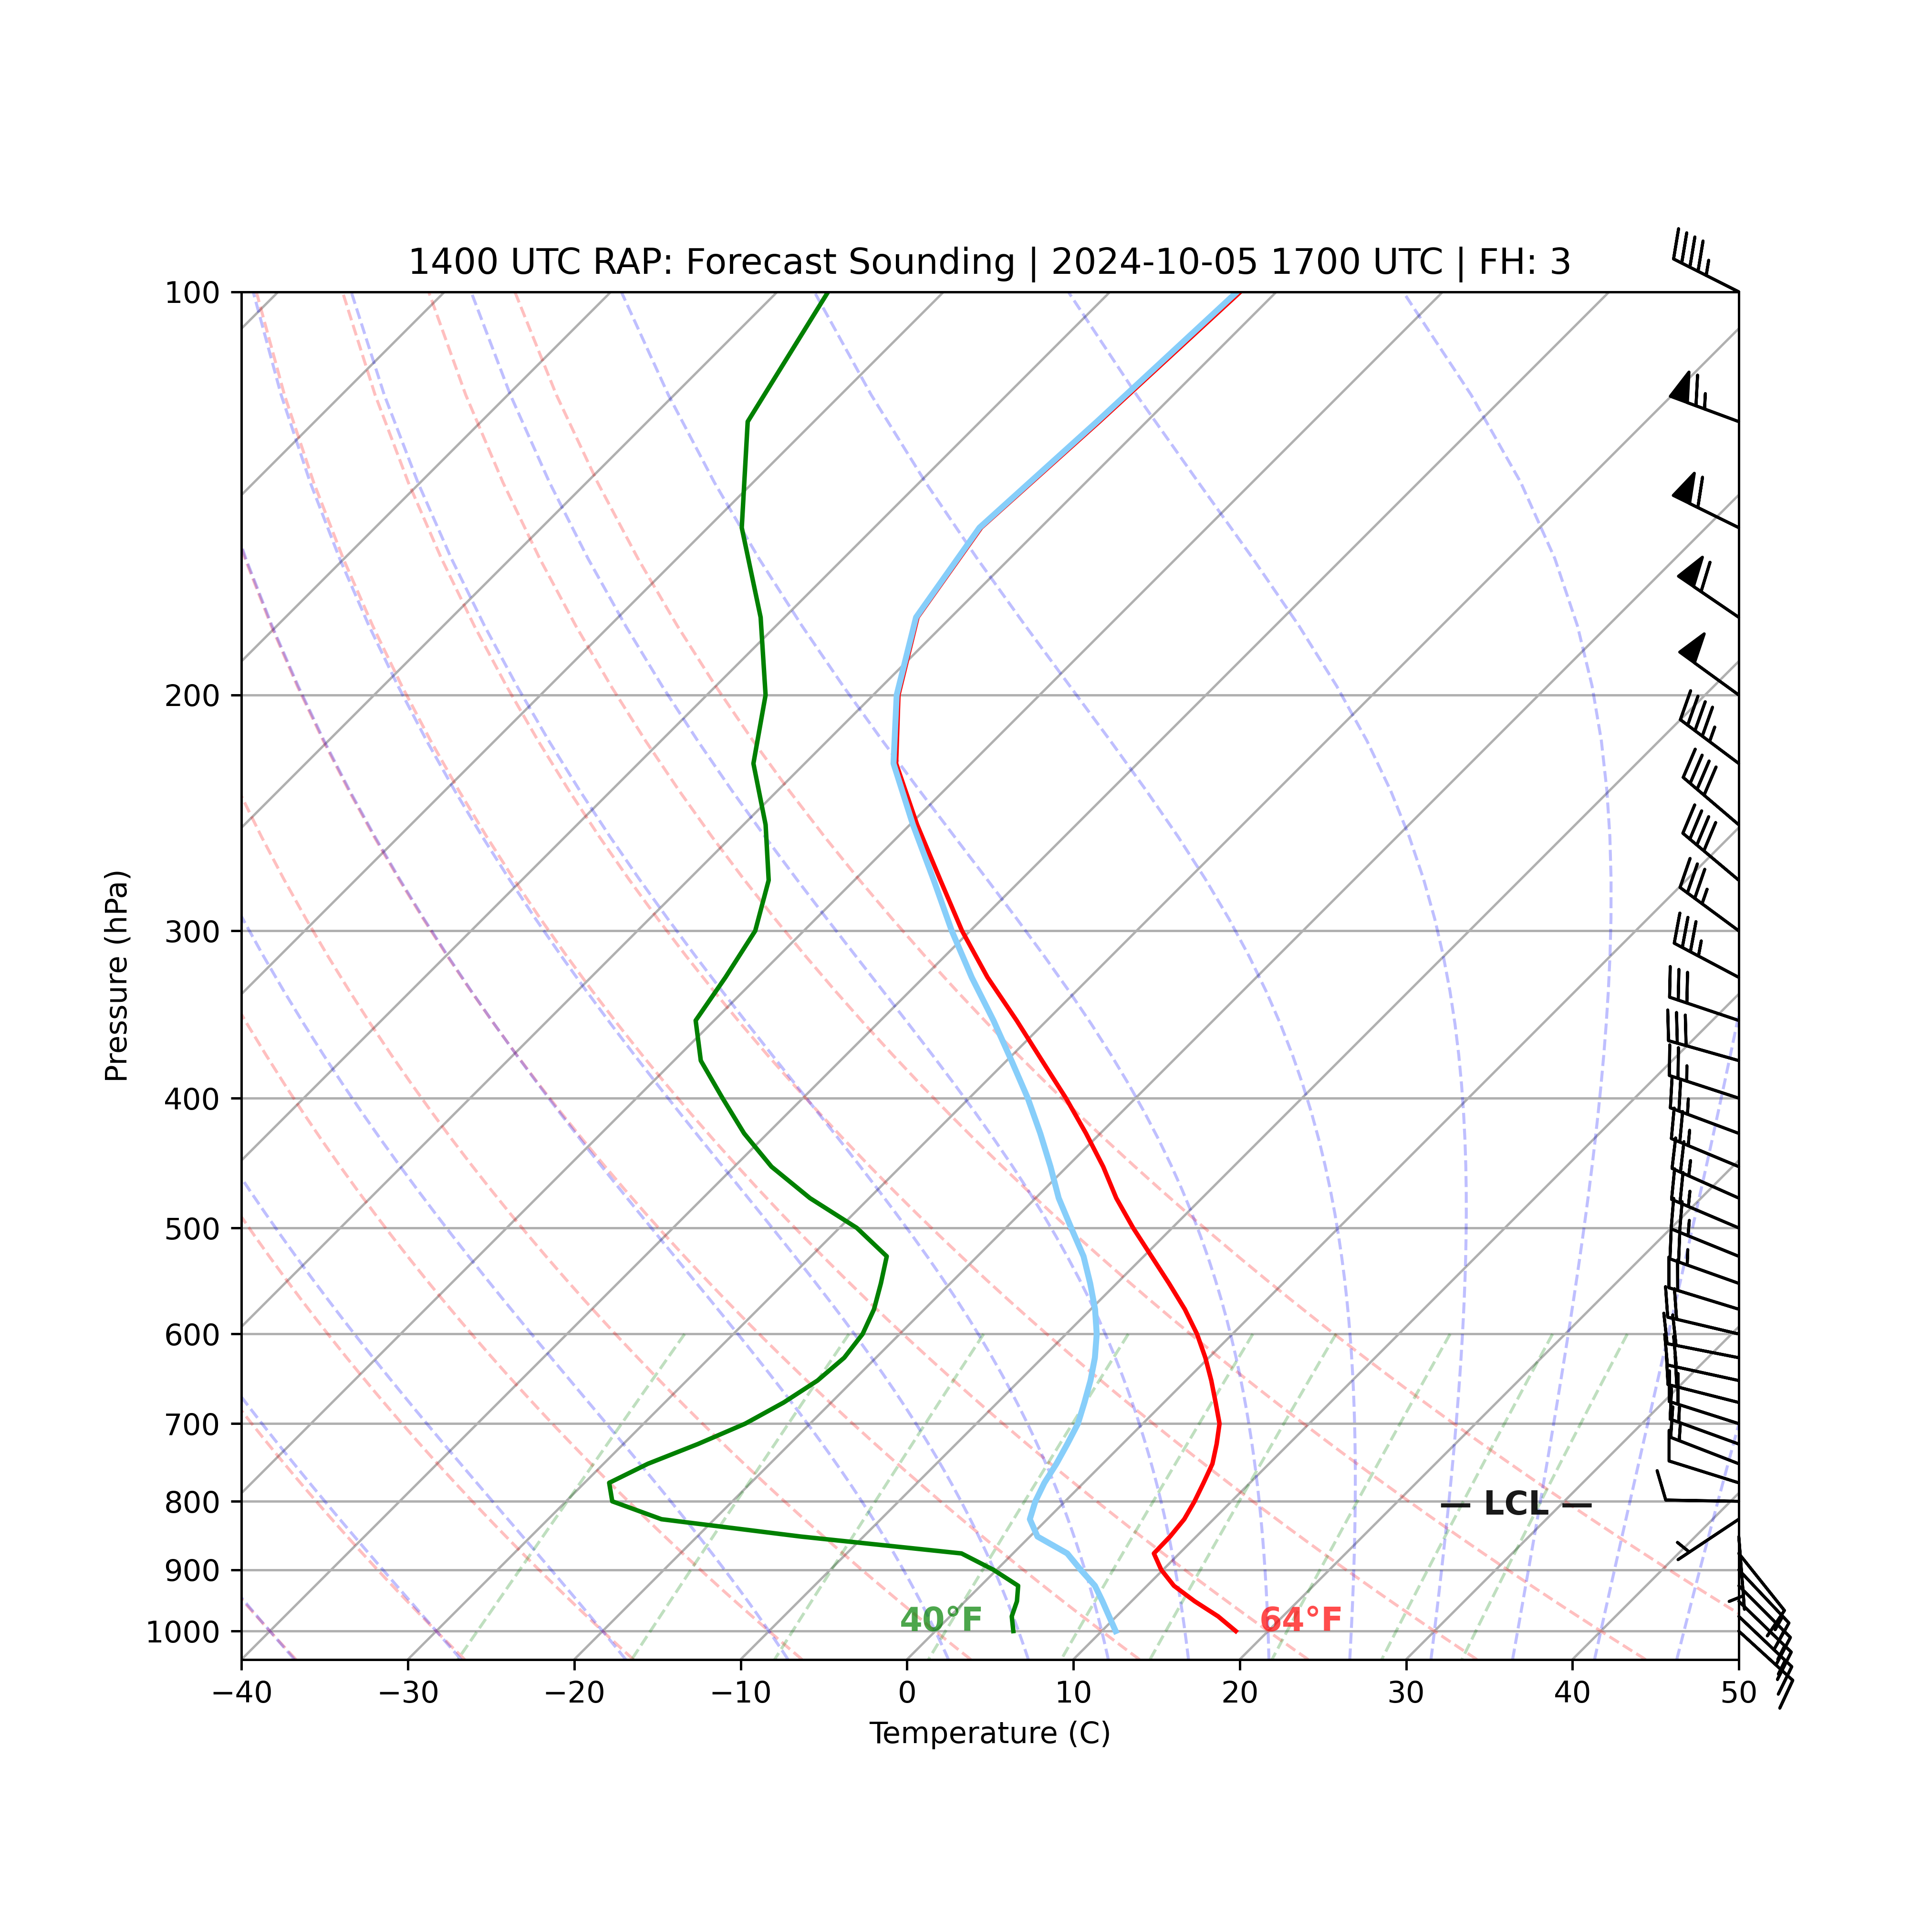 1400 UTC RAP: Forecast Sounding | 2024-10-05 1700 UTC | FH: 3
100
200
300
400
500
600
700
800
900
1000
Pressure (hPa)
— LCL —
40°F
64°F
−40 −30 −20 −10 0 10 20 30 40 50
Temperature (C)